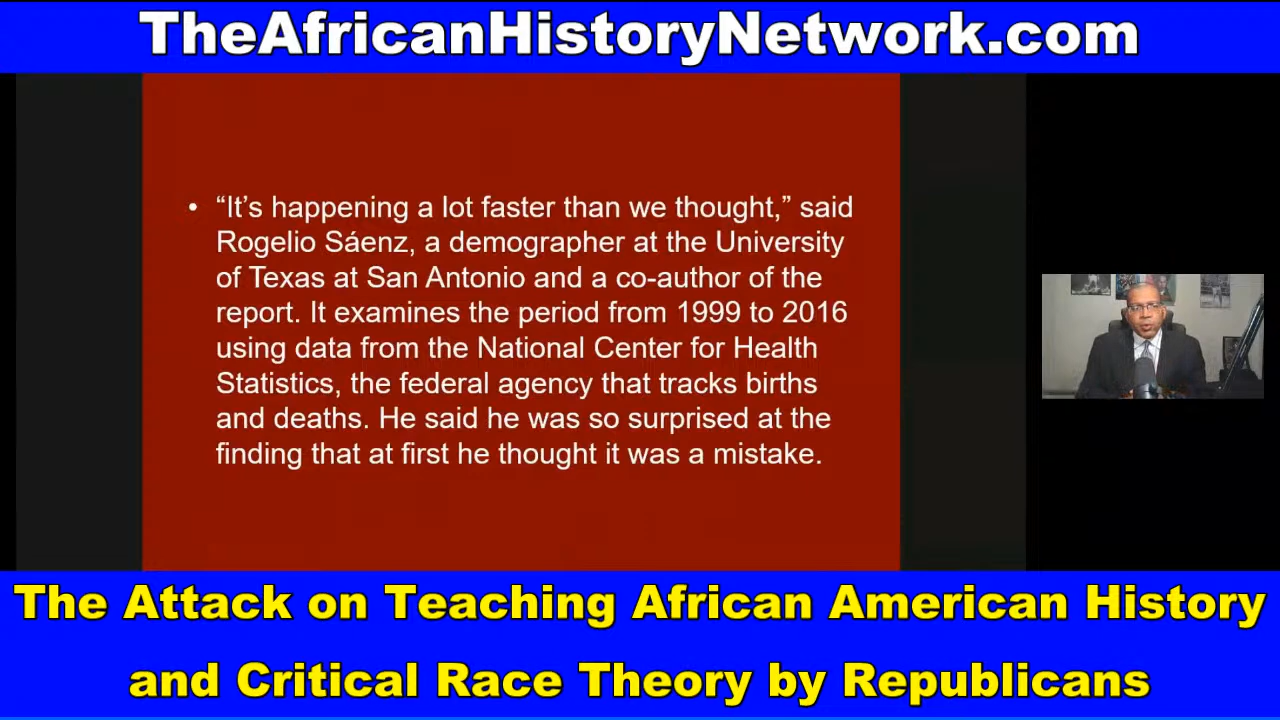 TheAfricanHistoryNetwork.com
• “It’s happening a lot faster than we thought,” said
Rogelio Sáenz, a demographer at the University
of Texas at San Antonio and a co-author of the
report. It examines the period from 1999 to 2016
using data from the National Center for Health
Statistics, the federal agency that tracks births
and deaths. He said he was so surprised at the
finding that at first he thought it was a mistake.
The Attack on Teaching African American History
and Critical Race Theory by Republicans